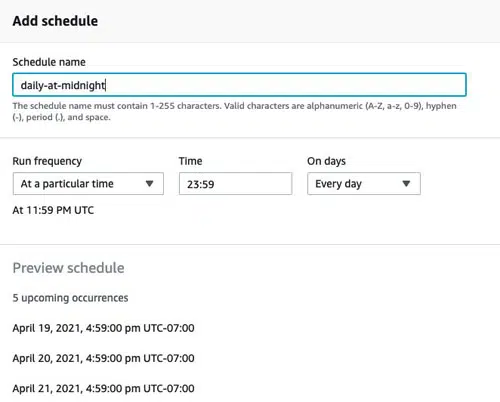 Add schedule
Schedule name
daily-at-midnight
The schedule name must contain 1-255 characters. Valid characters are alphanumeric (A-Z, a-z, 0-9), hyphen
(-), period (.), and space.
Run frequency Time On days
At a particular time 23:59 Every day
At 11:59 PM UTC
Preview schedule
5 upcoming occurrences
April 19, 2021, 4:59:00 pm UTC-07:00
April 20, 2021, 4:59:00 pm UTC-07:00
April 21, 2021, 4:59:00 pm UTC-07:00